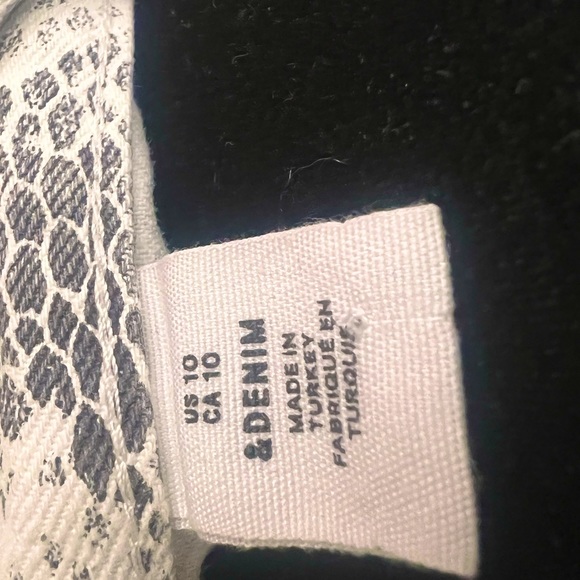 US 10
CA 10
&DENIM
MADE IN
TURKEY
FABRIQUÉ EN
TURQUIE